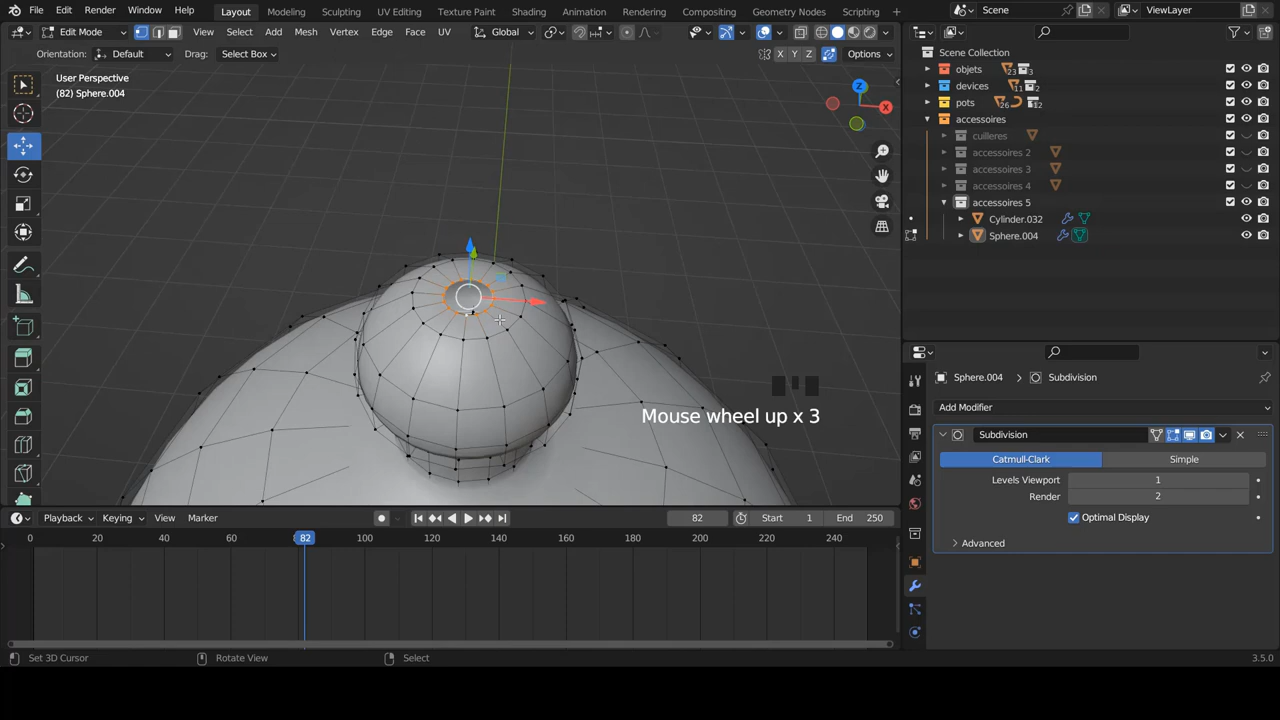 File Edit Render Window Help Layout Modeling Sculpting UV Editing Texture Paint Shading Animation Rendering Compositing Geometry Nodes Scripting Scene ViewLayer
Edit Mode View Select Add Mesh Vertex Edge Face UV Global
Orientation: Default Drag: Select Box X Y Z Options
User Perspective
(82) Sphere.004
Z
X
Scene Collection
objets 23 3
devices 11 2
pots 26 12
accessoires
cuilleres
accessoires 2
accessoires 3
accessoires 4
accessoires 5
Cylinder.032
Sphere.004
Sphere.004 > Subdivision
Add Modifier
Subdivision
Catmull-Clark Simple
Levels Viewport 1
Render 2
Optimal Display
Advanced
Mouse wheel up x 3
Playback Keying View Marker 82 Start 1 End 250
0 20 40 60 82 100 120 140 160 180 200 220 240
Set 3D Cursor Rotate View Select 3.5.0